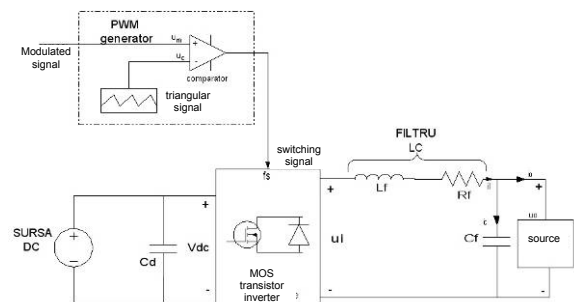 PWM
generator
Modulated
signal
um
+
uc
-
comparator
triangular
signal
switching
signal
fs
FILTRU
LC
Lf
Rf
+
+
+
+
SURSA
DC
Cd
Vdc
uI
Cf
source
MOS
transistor
inverter
-
-
-